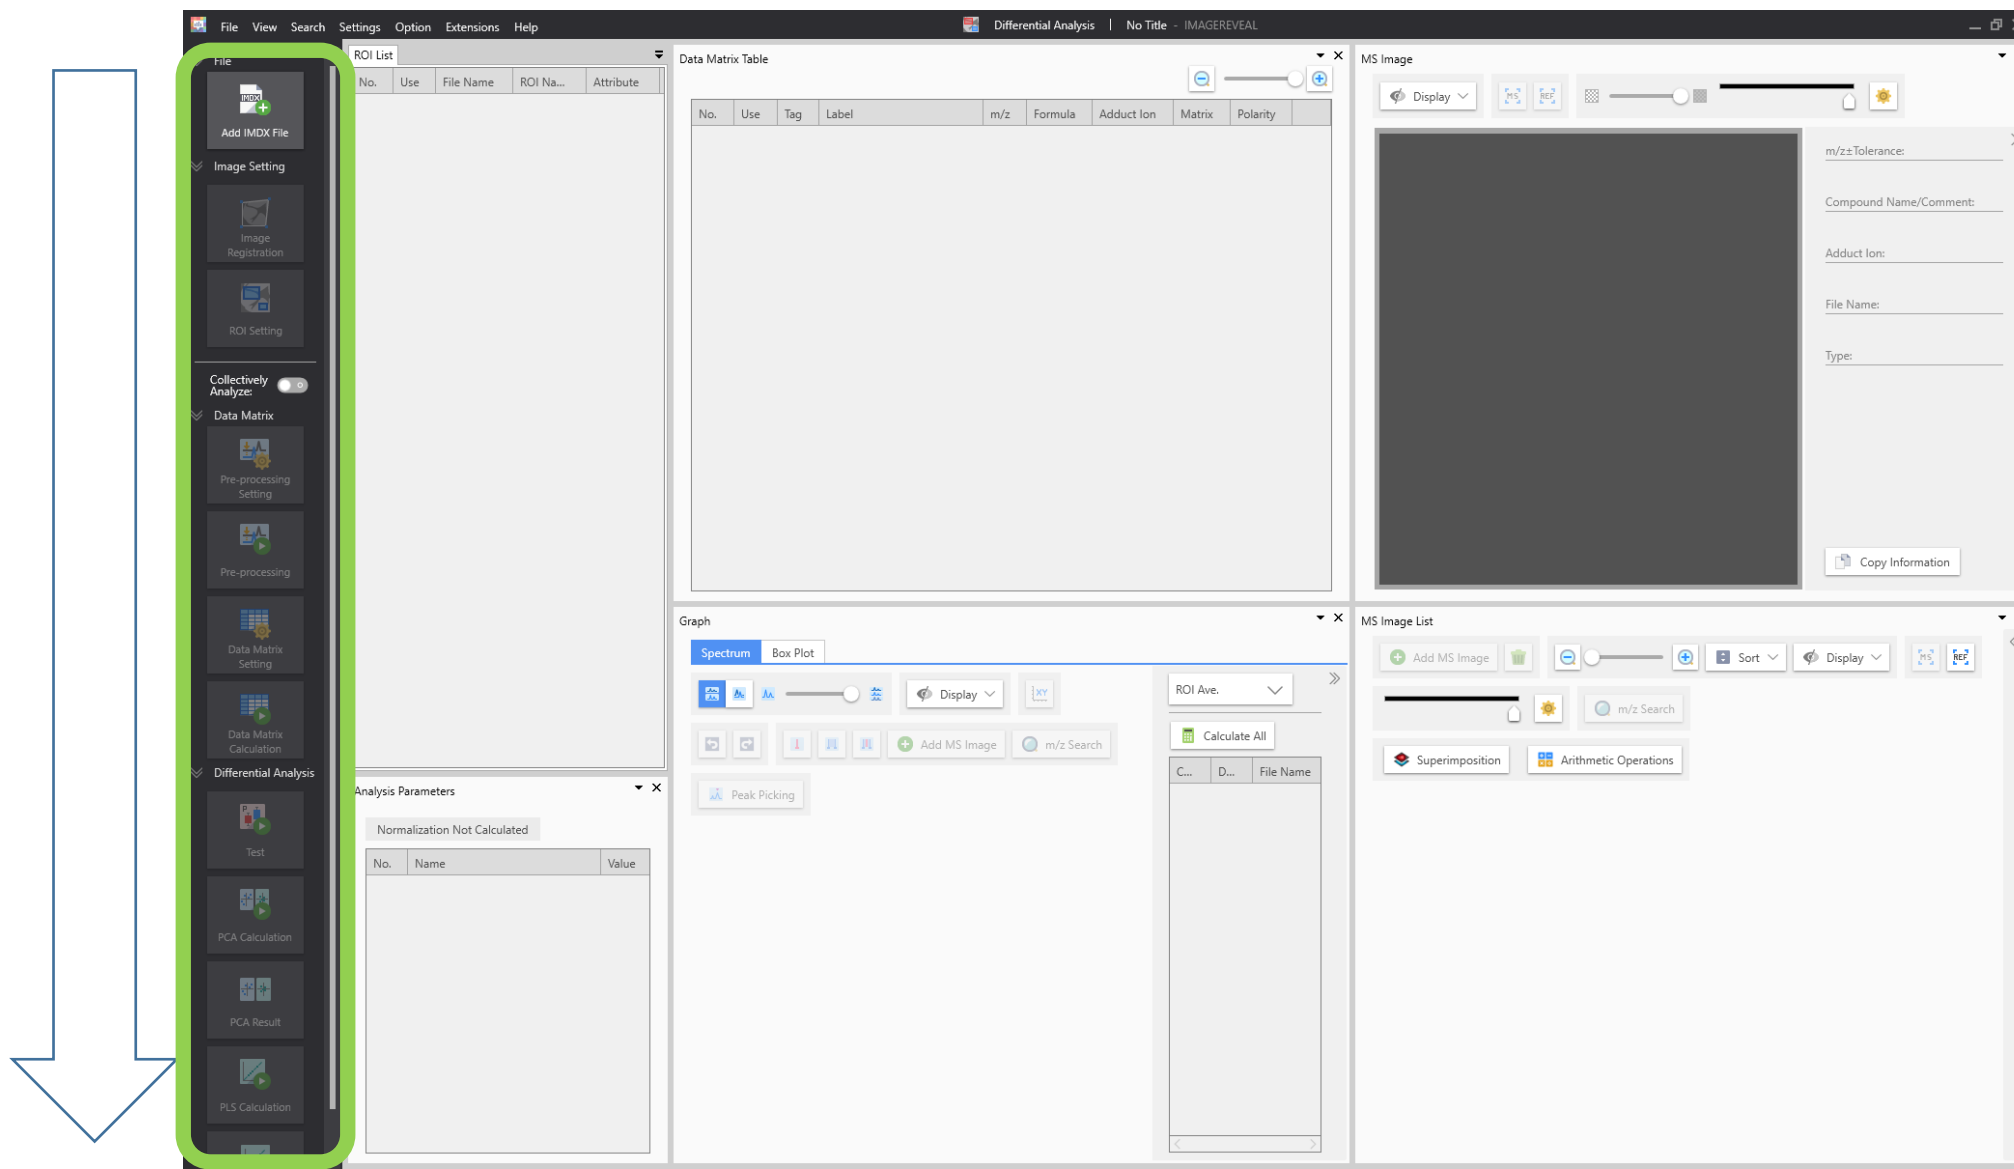 File View Search Settings Option Extensions Help
Differential Analysis | No Title - IMAGEREVEAL
File
IMDX
Add IMDX File
Image Setting
Image
Registration
ROI Setting
Collectively
Analyze:
Data Matrix
Pre-processing
Setting
Pre-processing
Data Matrix
Setting
Data Matrix
Calculation
Differential Analysis
Test
PCA Calculation
PCA Result
PLS Calculation
ROI List
No. Use File Name ROI Na... Attribute
Analysis Parameters
Normalization Not Calculated
No. Name Value
Data Matrix Table
No. Use Tag Label m/z Formula Adduct Ion Matrix Polarity
Graph
Spectrum Box Plot
Display XY
Add MS Image m/z Search
Peak Picking
ROI Ave.
Calculate All
C... D... File Name
MS Image
Display MS REF
m/z±Tolerance:
Compound Name/Comment:
Adduct Ion:
File Name:
Type:
Copy Information
MS Image List
Add MS Image Sort Display MS REF
m/z Search
Superimposition Arithmetic Operations